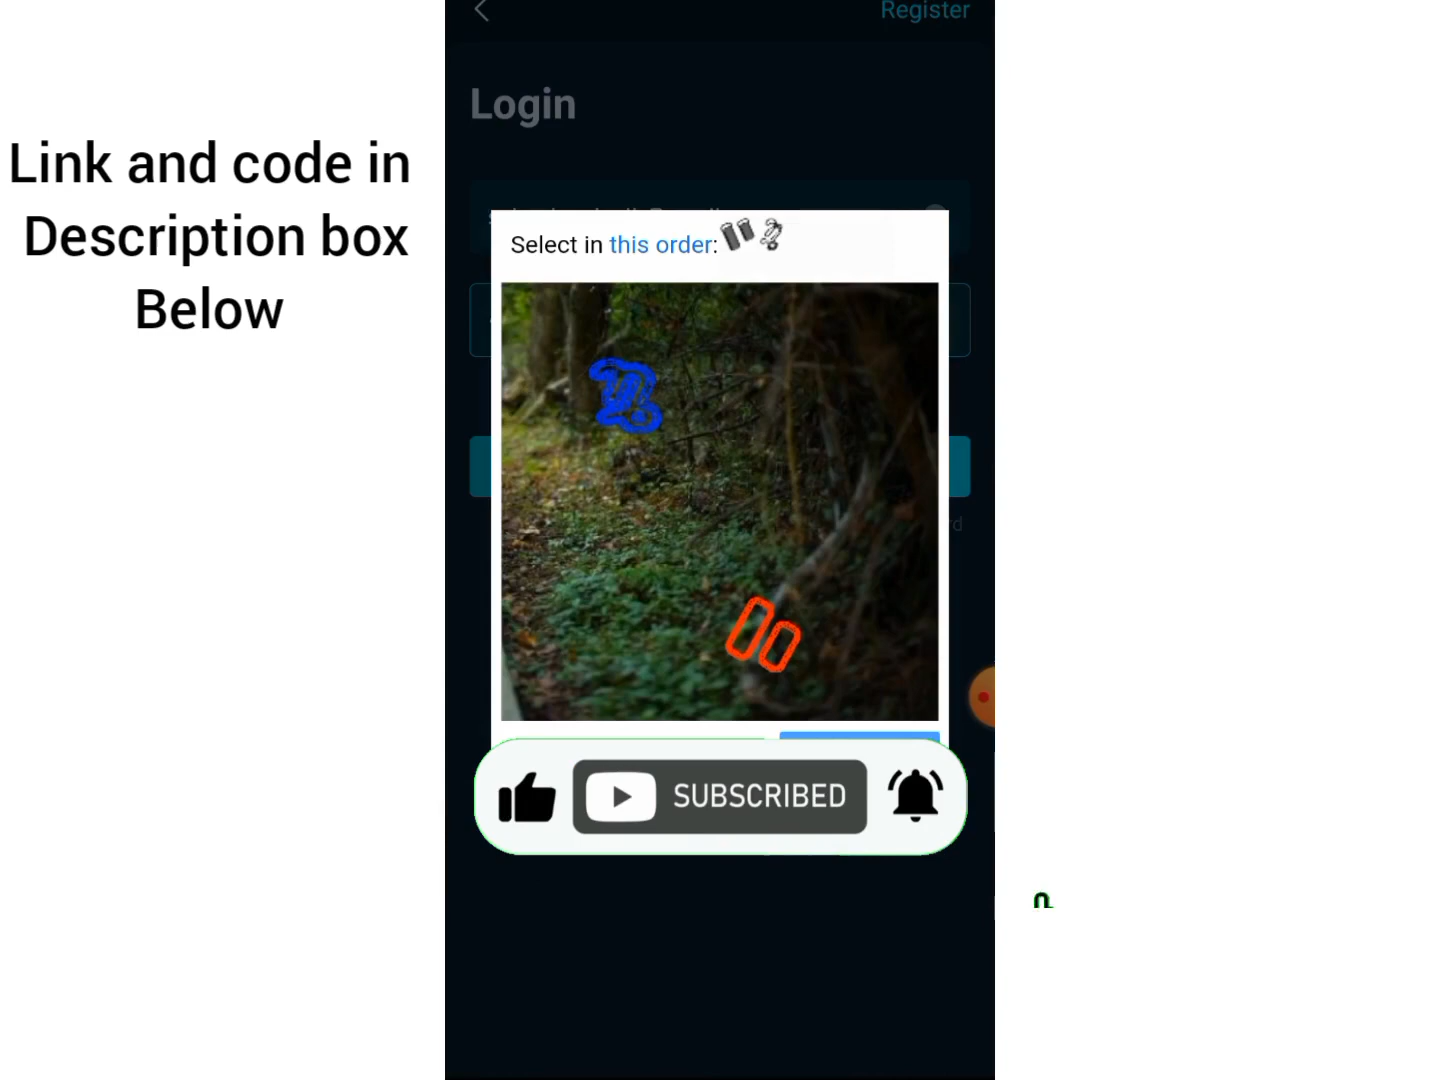 Register
Login
Link and code in
Description box
Below
Select in this order:
SUBSCRIBED